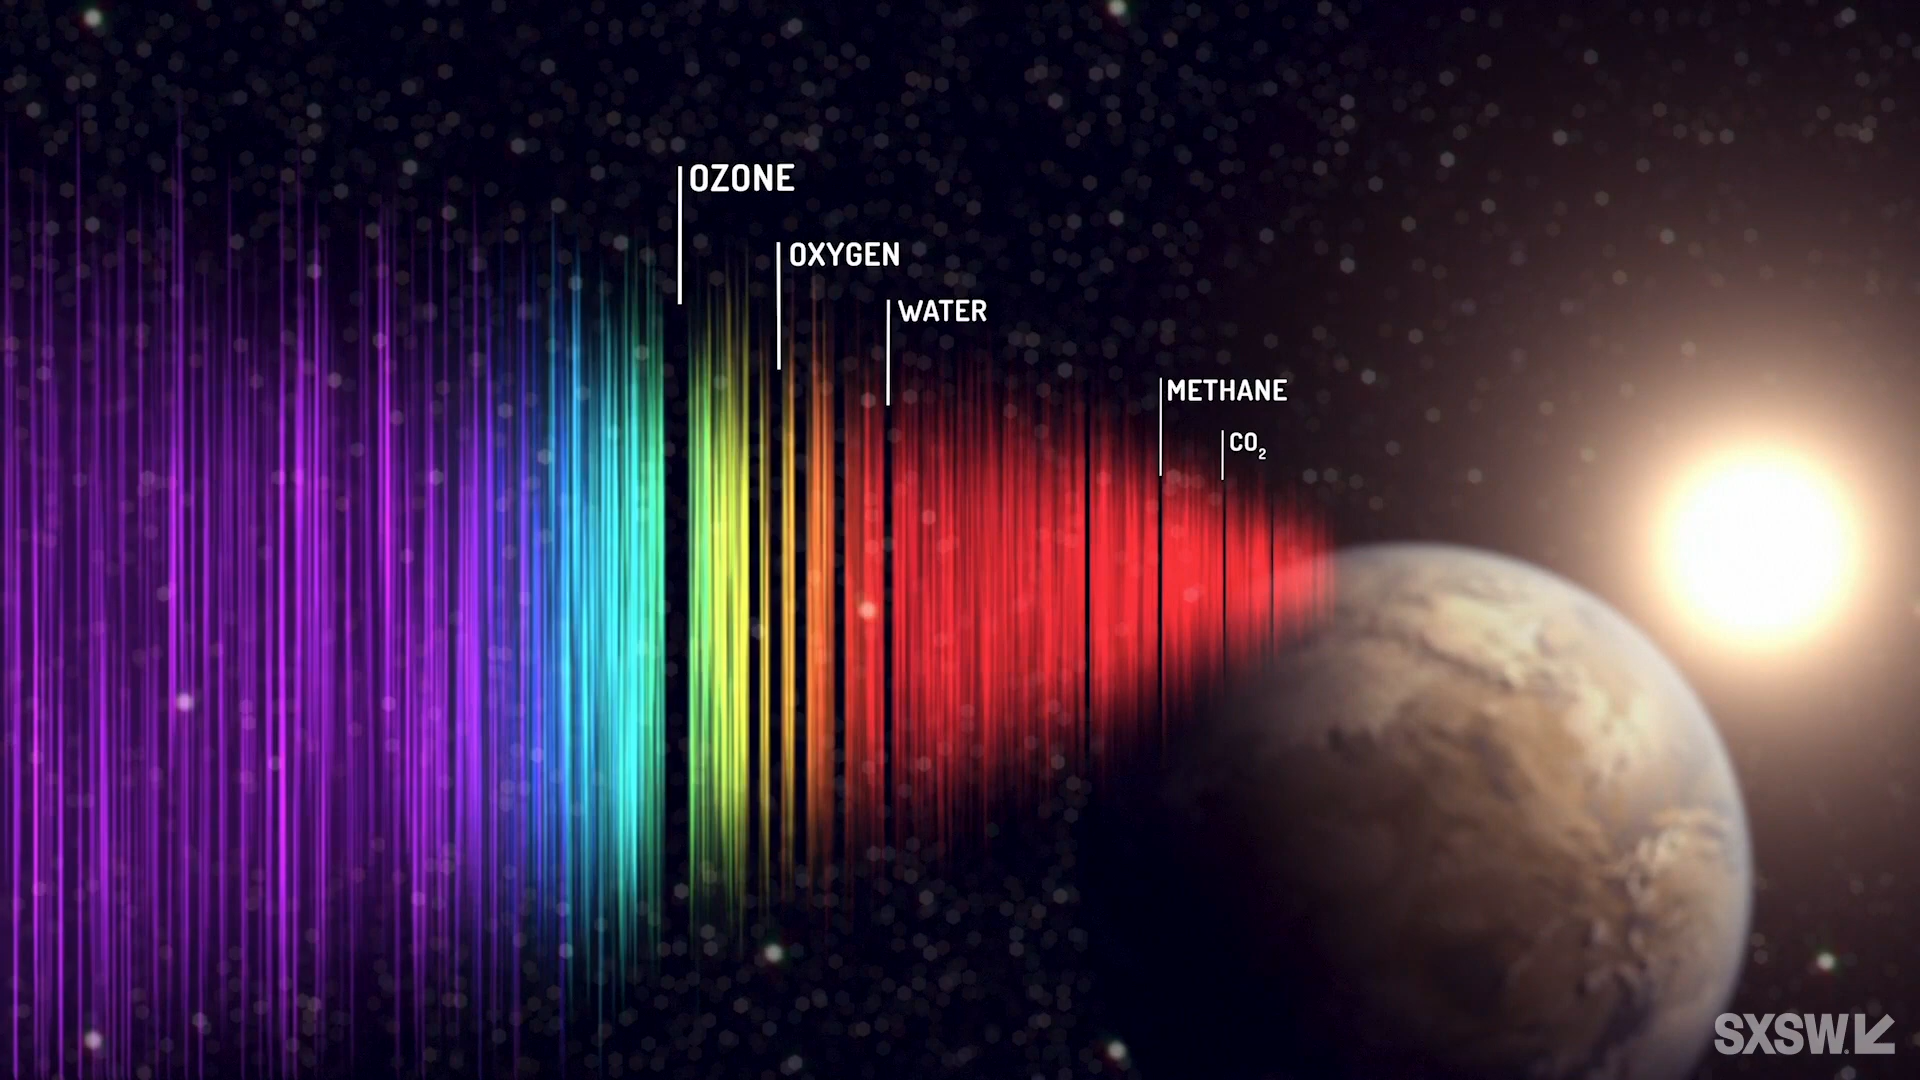 OZONE
OXYGEN
WATER
METHANE
CO₂
SXSW.